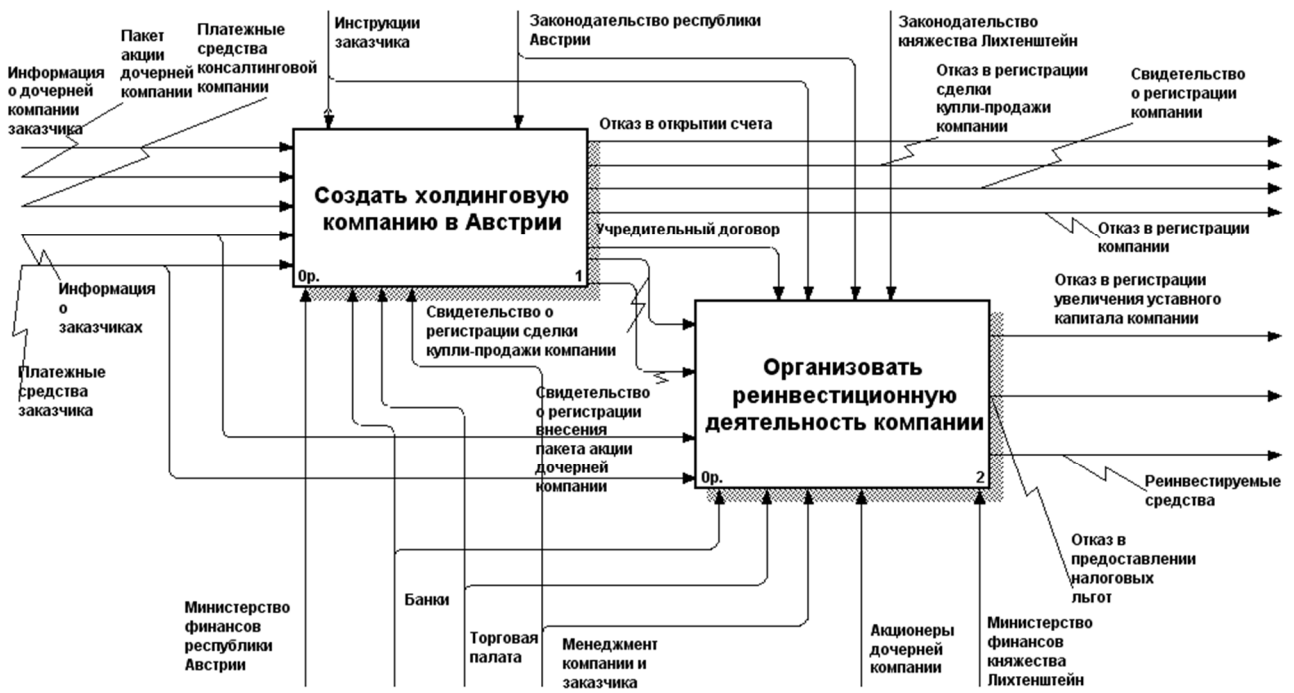 Инструкции
заказчика
Законодательство республики
Австрии
Законодательство
княжества Лихтенштейн
Пакет
акции
дочерней
компании
Платежные
средства
консалтинговой
компании
Информация
о дочерней
компании
заказчика
Отказ в регистрации
сделки
купли-продажи
компании
Свидетельство
о регистрации
компании
Отказ в открытии счета
Создать холдинговую
компанию в Австрии
0р.
1
Учредительный договор
Отказ в регистрации
компании
Информация
о
заказчиках
Платежные
средства
заказчика
Свидетельство о
регистрации сделки
купли-продажи компании
Отказ в регистрации
увеличения уставного
капитала компании
Свидетельство
о регистрации
внесения
пакета акции
дочерней
компании
Организовать
реинвестиционную
деятельность компании
0р.
2
Реинвестируемые
средства
Отказ в
предоставлении
налоговых
льгот
Министерство
финансов
республики
Австрии
Банки
Торговая
палата
Менеджмент
компании и
заказчика
Акционеры
дочерней
компании
Министерство
финансов
княжества
Лихтенштейн